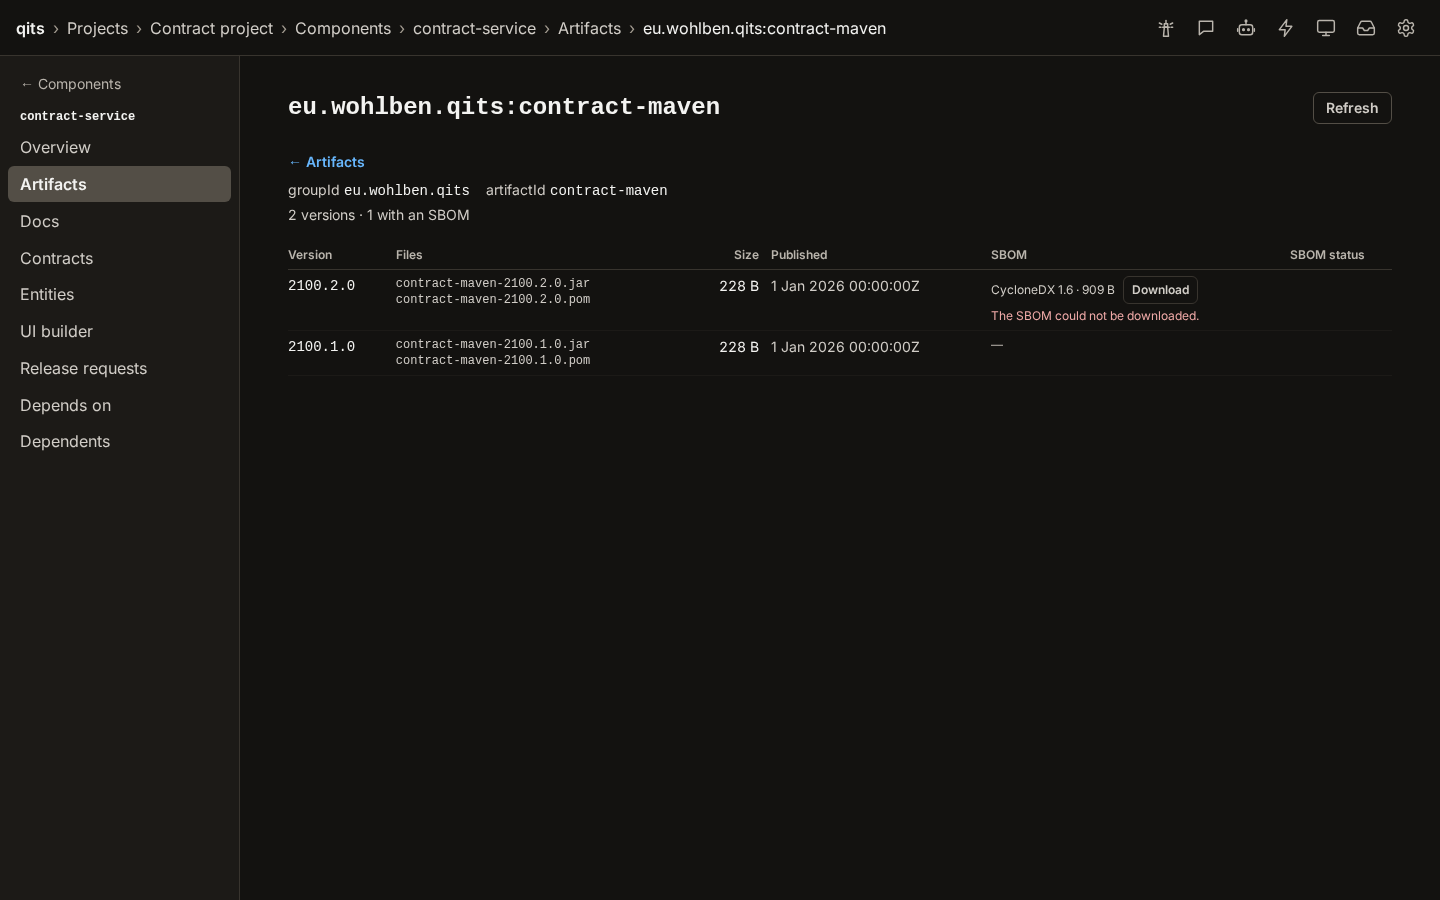 qits › Projects › Contract project › Components › contract-service › Artifacts › eu.wohlben.qits:contract-maven
← Components
contract-service
Overview
Artifacts
Docs
Contracts
Entities
UI builder
Release requests
Depends on
Dependents
eu.wohlben.qits:contract-maven
Refresh
← Artifacts
groupId eu.wohlben.qits artifactId contract-maven
2 versions · 1 with an SBOM
Version Files Size Published SBOM SBOM status
2100.2.0 contract-maven-2100.2.0.jar 228 B 1 Jan 2026 00:00:00Z CycloneDX 1.6 · 909 B Download
contract-maven-2100.2.0.pom
The SBOM could not be downloaded.
2100.1.0 contract-maven-2100.1.0.jar 228 B 1 Jan 2026 00:00:00Z —
contract-maven-2100.1.0.pom